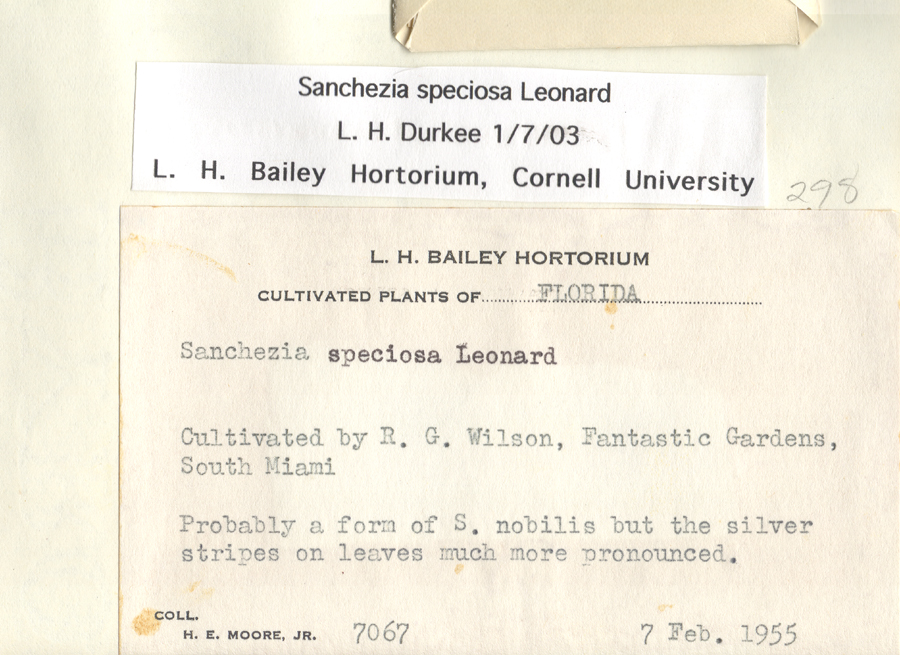 Sanchezia speciosa Leonard
L. H. Durkee 1/7/03
L. H. Bailey Hortorium, Cornell University
298
L. H. BAILEY HORTORIUM
CULTIVATED PLANTS OF FLORIDA
Sanchezia speciosa Leonard
Cultivated by R. G. Wilson, Fantastic Gardens,
South Miami
Probably a form of S. nobilis but the silver
stripes on leaves much more pronounced.
COLL.
H. E. MOORE, JR. 7067 7 Feb. 1955